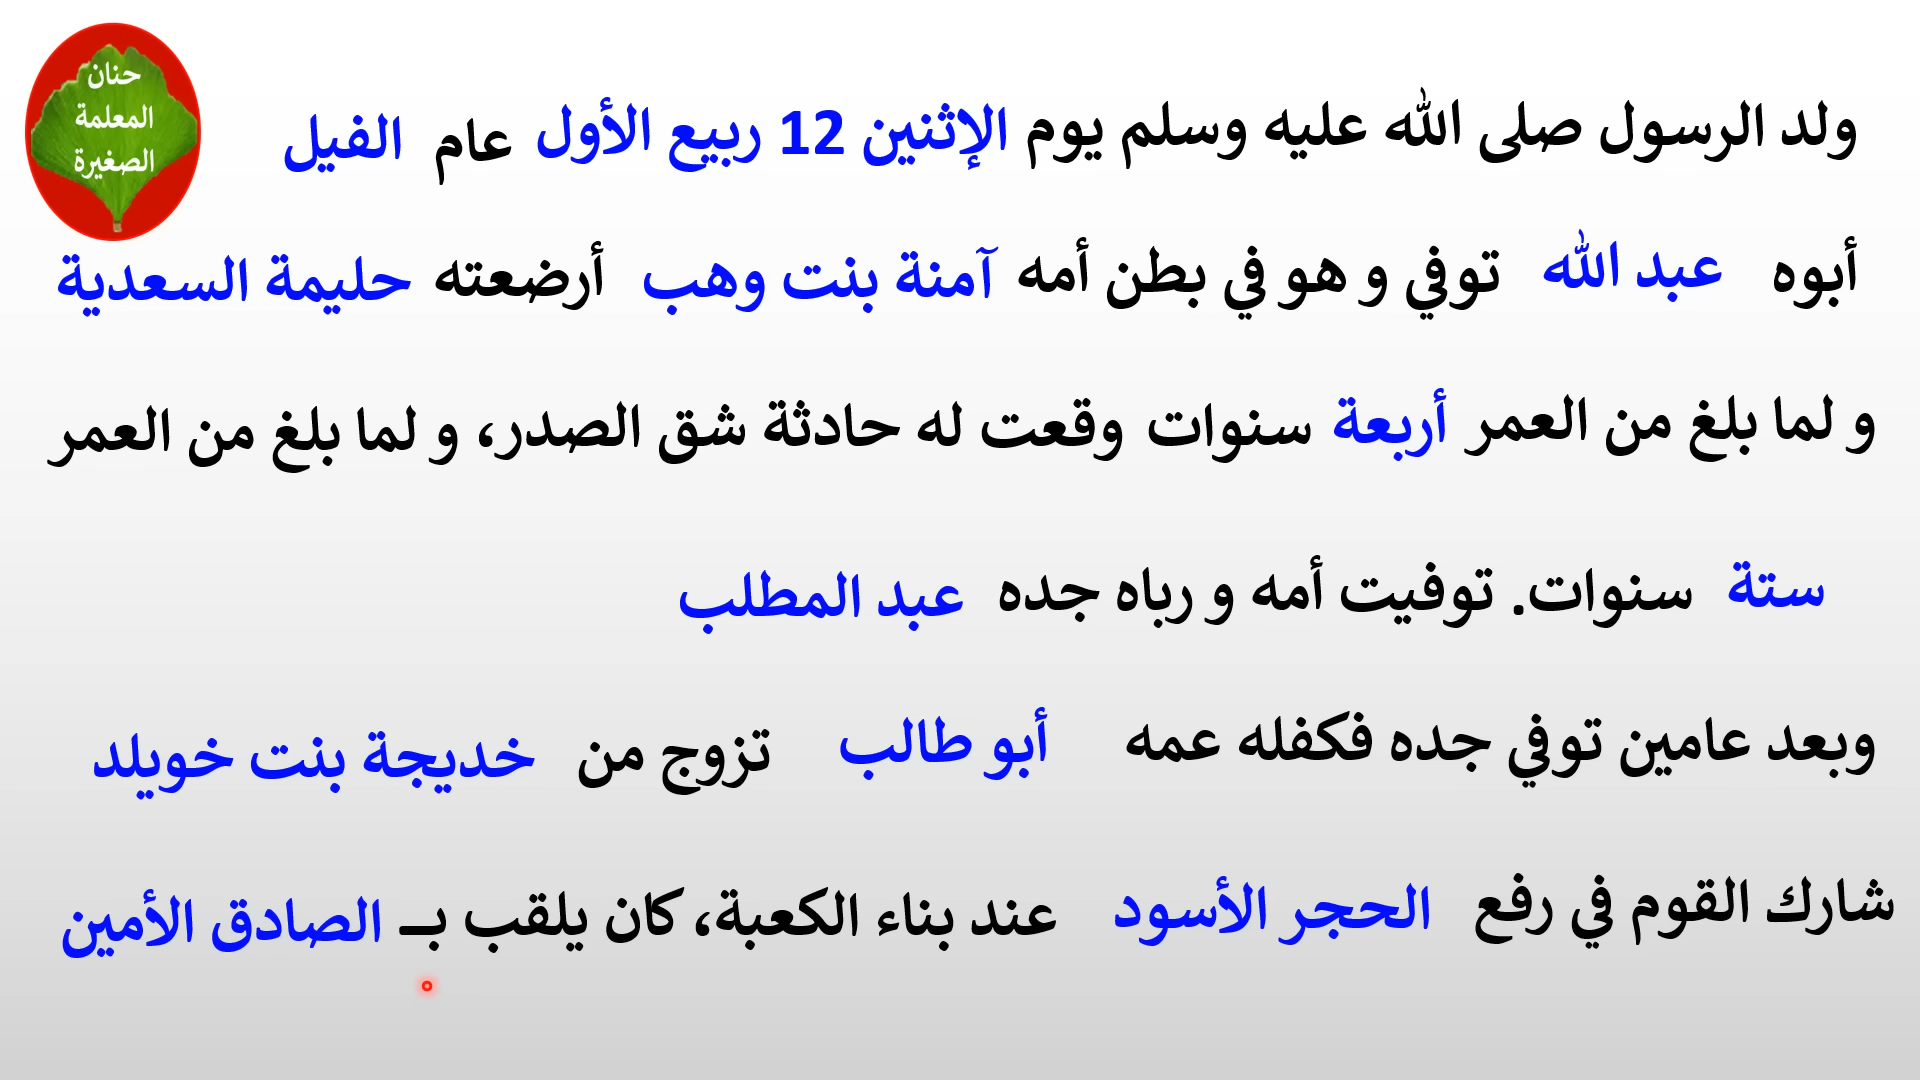 حنان
المعلمة
الصغيرة
ولد الرسول صلى الله عليه وسلم يوم الإثنين 12 ربيع الأول عام الفيل
أبوه عبد الله توفي و هو في بطن أمه آمنة بنت وهب أرضعته حليمة السعدية
و لما بلغ من العمر أربعة سنوات وقعت له حادثة شق الصدر، و لما بلغ من العمر
ستة سنوات. توفيت أمه و رباه جده عبد المطلب
وبعد عامين توفي جده فكفله عمه أبو طالب تزوج من خديجة بنت خويلد
شارك القوم في رفع الحجر الأسود عند بناء الكعبة، كان يلقب بـ الصادق الأمين